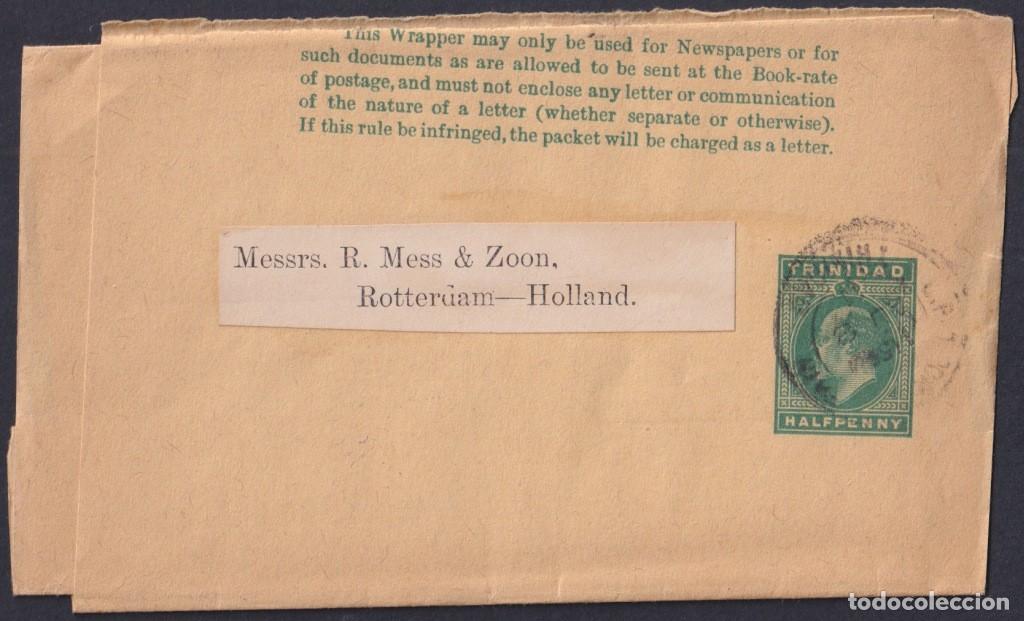 This Wrapper may only be used for Newspapers or for
such documents as are allowed to be sent at the Book-rate
of postage, and must not enclose any letter or communication
of the nature of a letter (whether separate or otherwise).
If this rule be infringed, the packet will be charged as a letter.
Messrs. R. Mess & Zoon,
Rotterdam—Holland.
TRINIDAD
HALFPENNY
todocoleccion